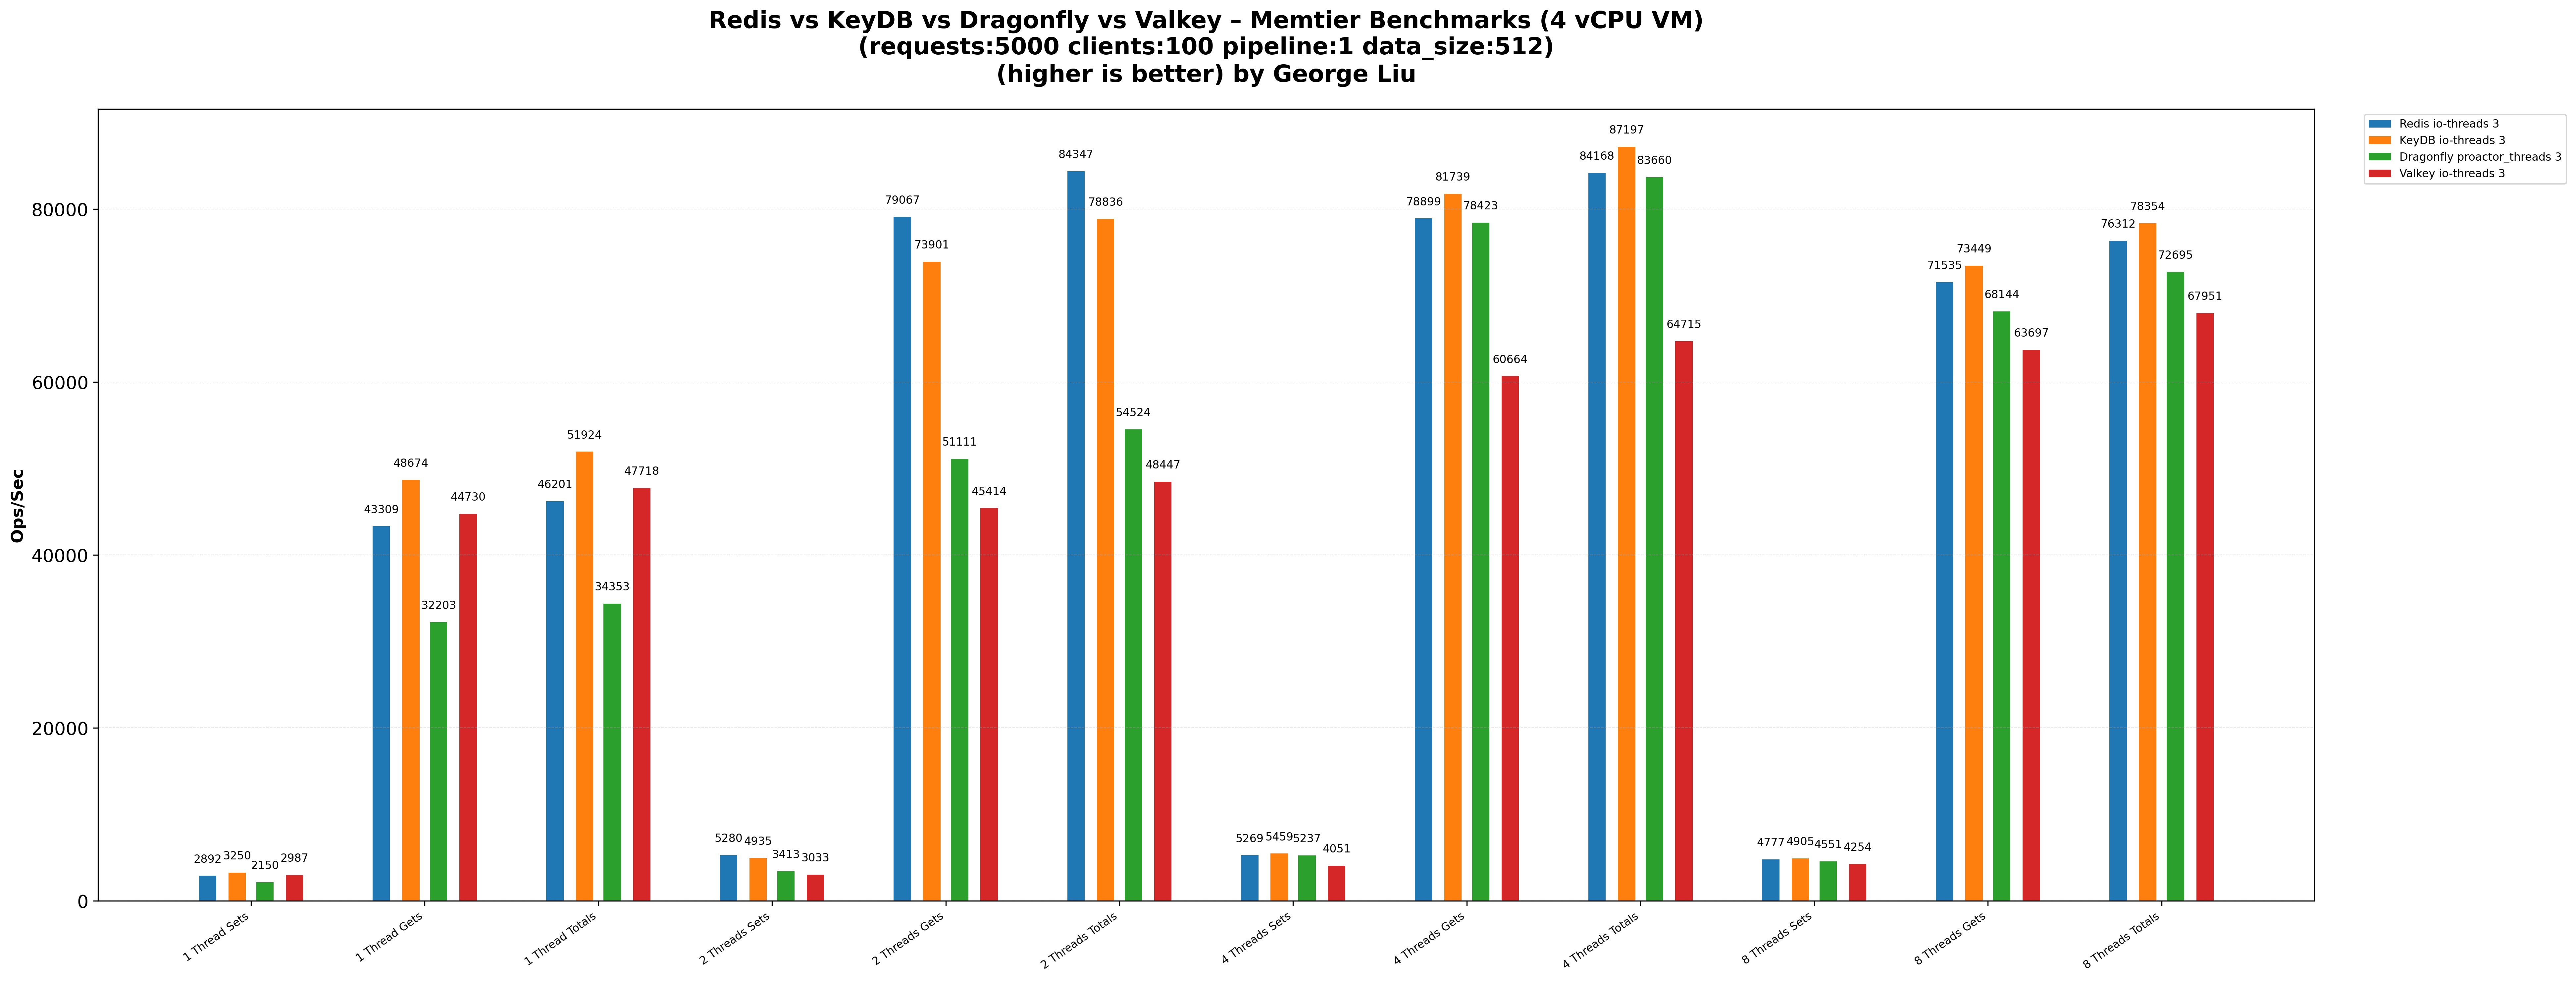 Redis vs KeyDB vs Dragonfly vs Valkey – Memtier Benchmarks (4 vCPU VM)
(requests:5000 clients:100 pipeline:1 data_size:512)
(higher is better) by George Liu
Redis io-threads 3
KeyDB io-threads 3
Dragonfly proactor_threads 3
Valkey io-threads 3
Ops/Sec
80000
60000
40000
20000
0
2892
3250
2150
2987
43309
48674
32203
44730
46201
51924
34353
47718
5280
4935
3413
3033
79067
73901
51111
45414
84347
78836
54524
48447
5269
5459
5237
4051
78899
81739
78423
60664
84168
87197
83660
64715
4777
4905
4551
4254
71535
73449
68144
63697
76312
78354
72695
67951
1 Thread Sets
1 Thread Gets
1 Thread Totals
2 Threads Sets
2 Threads Gets
2 Threads Totals
4 Threads Sets
4 Threads Gets
4 Threads Totals
8 Threads Sets
8 Threads Gets
8 Threads Totals